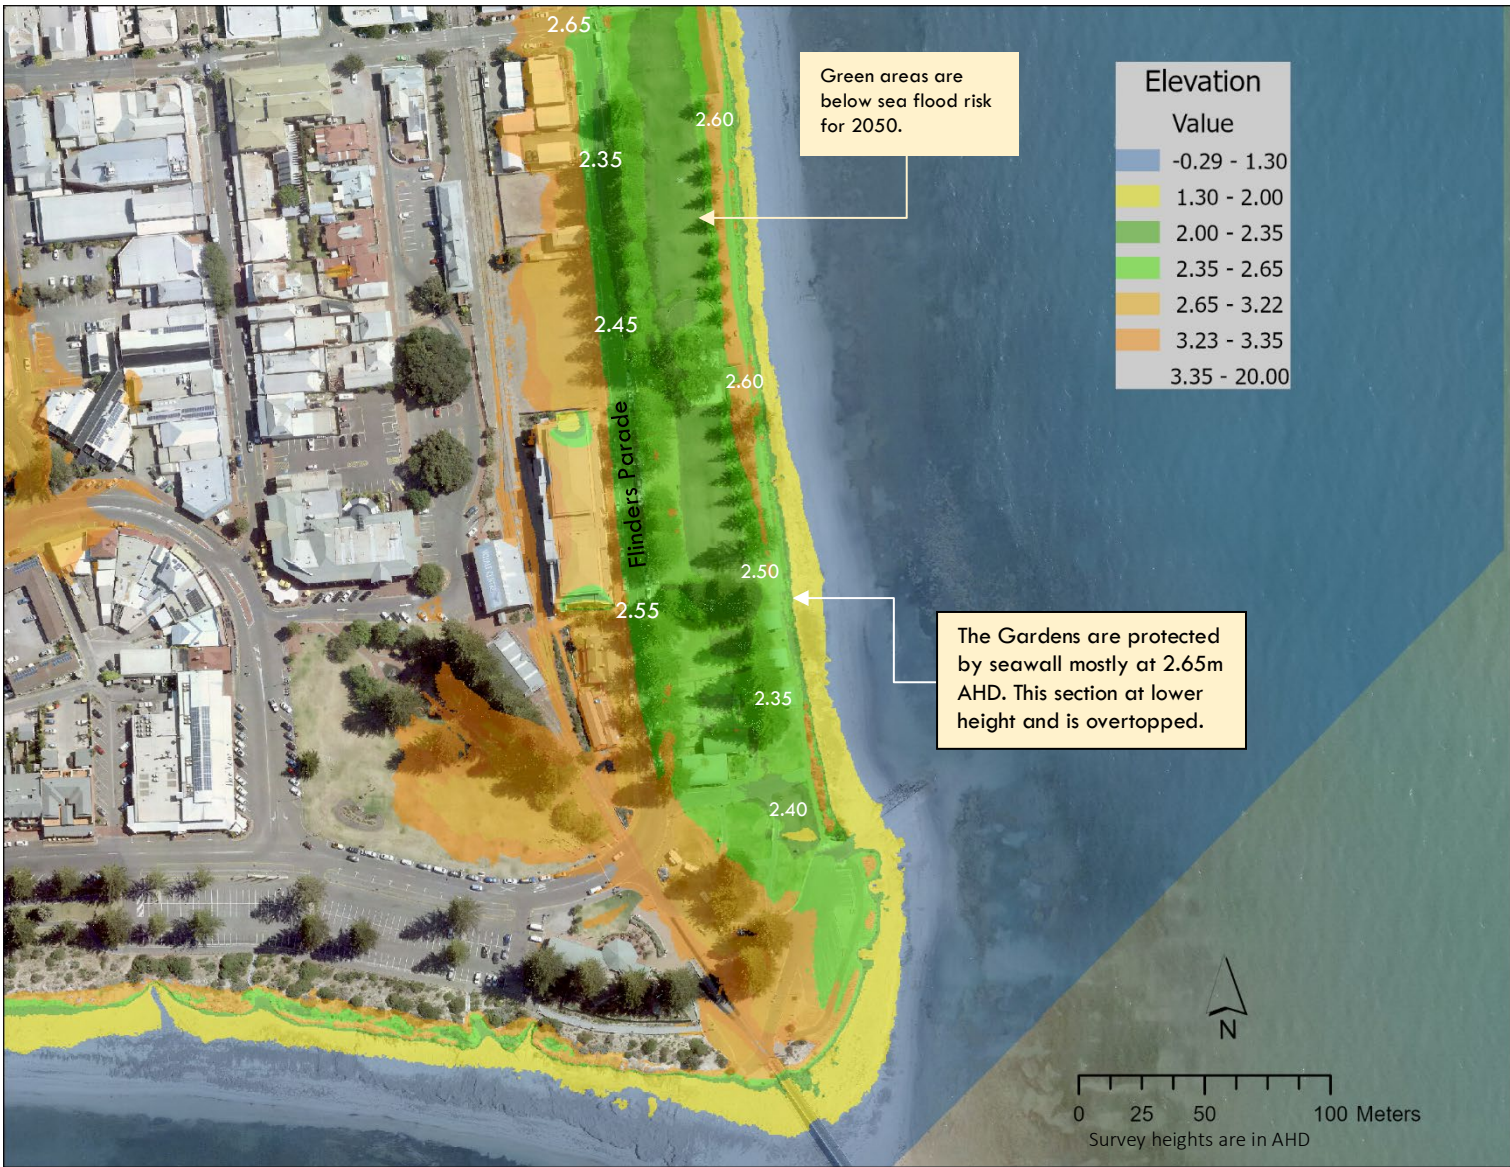 2.65
Green areas are
below sea flood risk
for 2050.
Elevation
Value
-0.29 - 1.30
1.30 - 2.00
2.00 - 2.35
2.35 - 2.65
2.65 - 3.22
3.23 - 3.35
3.35 - 20.00
2.60
2.35
2.45
2.60
Flinders Parade
2.50
2.55
The Gardens are protected
by seawall mostly at 2.65m
AHD. This section at lower
height and is overtopped.
2.35
2.40
N
0 25 50 100 Meters
Survey heights are in AHD